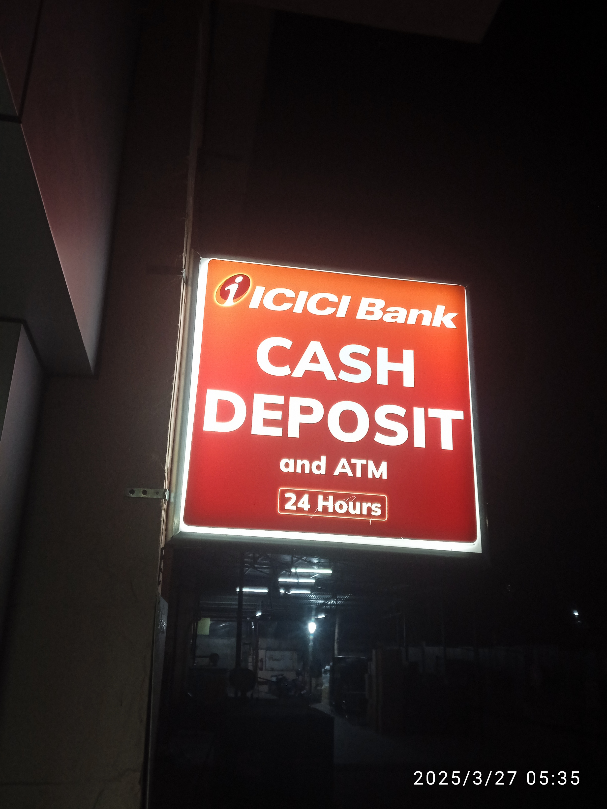 i ICICI Bank
CASH
DEPOSIT
and ATM
24 Hours
2025/3/27 05:35